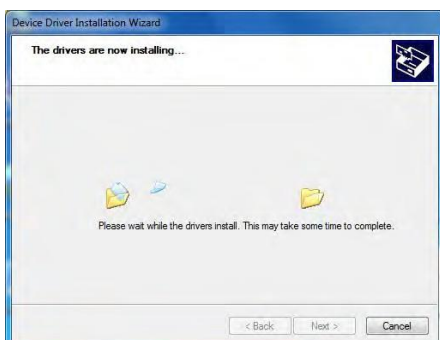 Device Driver Installation Wizard
The drivers are now installing...
Please wait while the drivers install. This may take some time to complete.
< Back Next > Cancel